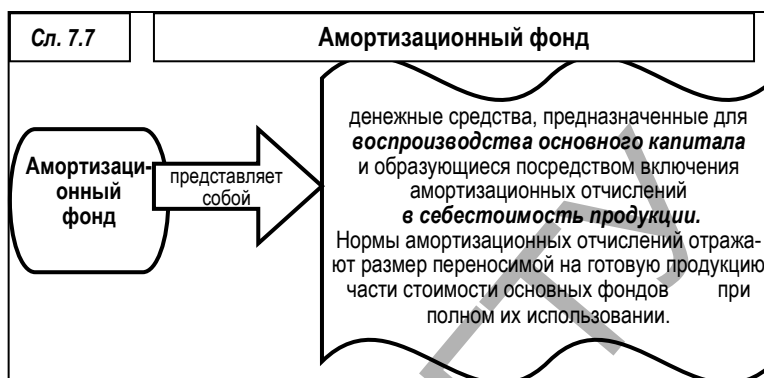 Сл. 7.7
Амортизационный фонд
Амортизаци-
онный
фонд
представляет
собой
денежные средства, предназначенные для
воспроизводства основного капитала
и образующиеся посредством включения
амортизационных отчислений
в себестоимость продукции.
Нормы амортизационных отчислений отража-
ют размер переносимой на готовую продукцию
части стоимости основных фондов при
полном их использовании.